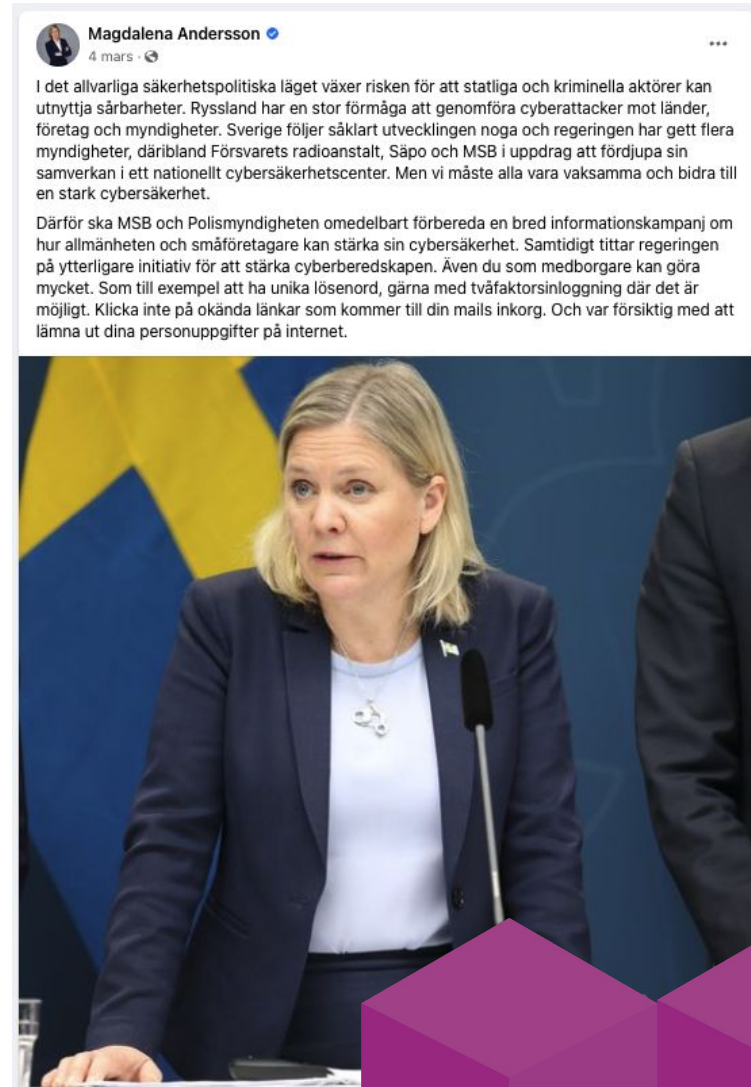 Magdalena Andersson
4 mars ·
I det allvarliga säkerhetspolitiska läget växer risken för att statliga och kriminella aktörer kan
utnyttja sårbarheter. Ryssland har en stor förmåga att genomföra cyberattacker mot länder,
företag och myndigheter. Sverige följer såklart utvecklingen noga och regeringen har gett flera
myndigheter, däribland Försvarets radioanstalt, Säpo och MSB i uppdrag att fördjupa sin
samverkan i ett nationellt cybersäkerhetscenter. Men vi måste alla vara vaksamma och bidra till
en stark cybersäkerhet.
Därför ska MSB och Polismyndigheten omedelbart förbereda en bred informationskampanj om
hur allmänheten och småföretagare kan stärka sin cybersäkerhet. Samtidigt tittar regeringen
på ytterligare initiativ för att stärka cyberberedskapen. Även du som medborgare kan göra
mycket. Som till exempel att ha unika lösenord, gärna med tvåfaktorsinloggning där det är
möjligt. Klicka inte på okända länkar som kommer till din mails inkorg. Och var försiktig med att
lämna ut dina personuppgifter på internet.